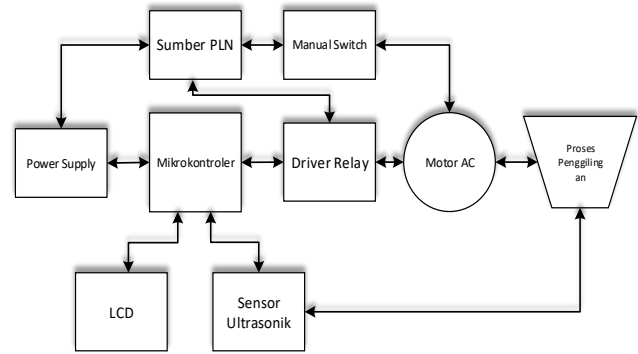 Sumber PLN
Manual Switch
Power Supply
Mikrokontroler
Driver Relay
Motor AC
Proses
Penggiling
an
LCD
Sensor
Ultrasonik